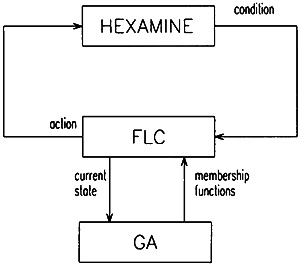 condition
HEXAMINE
action
FLC
current
state
membership
functions
GA